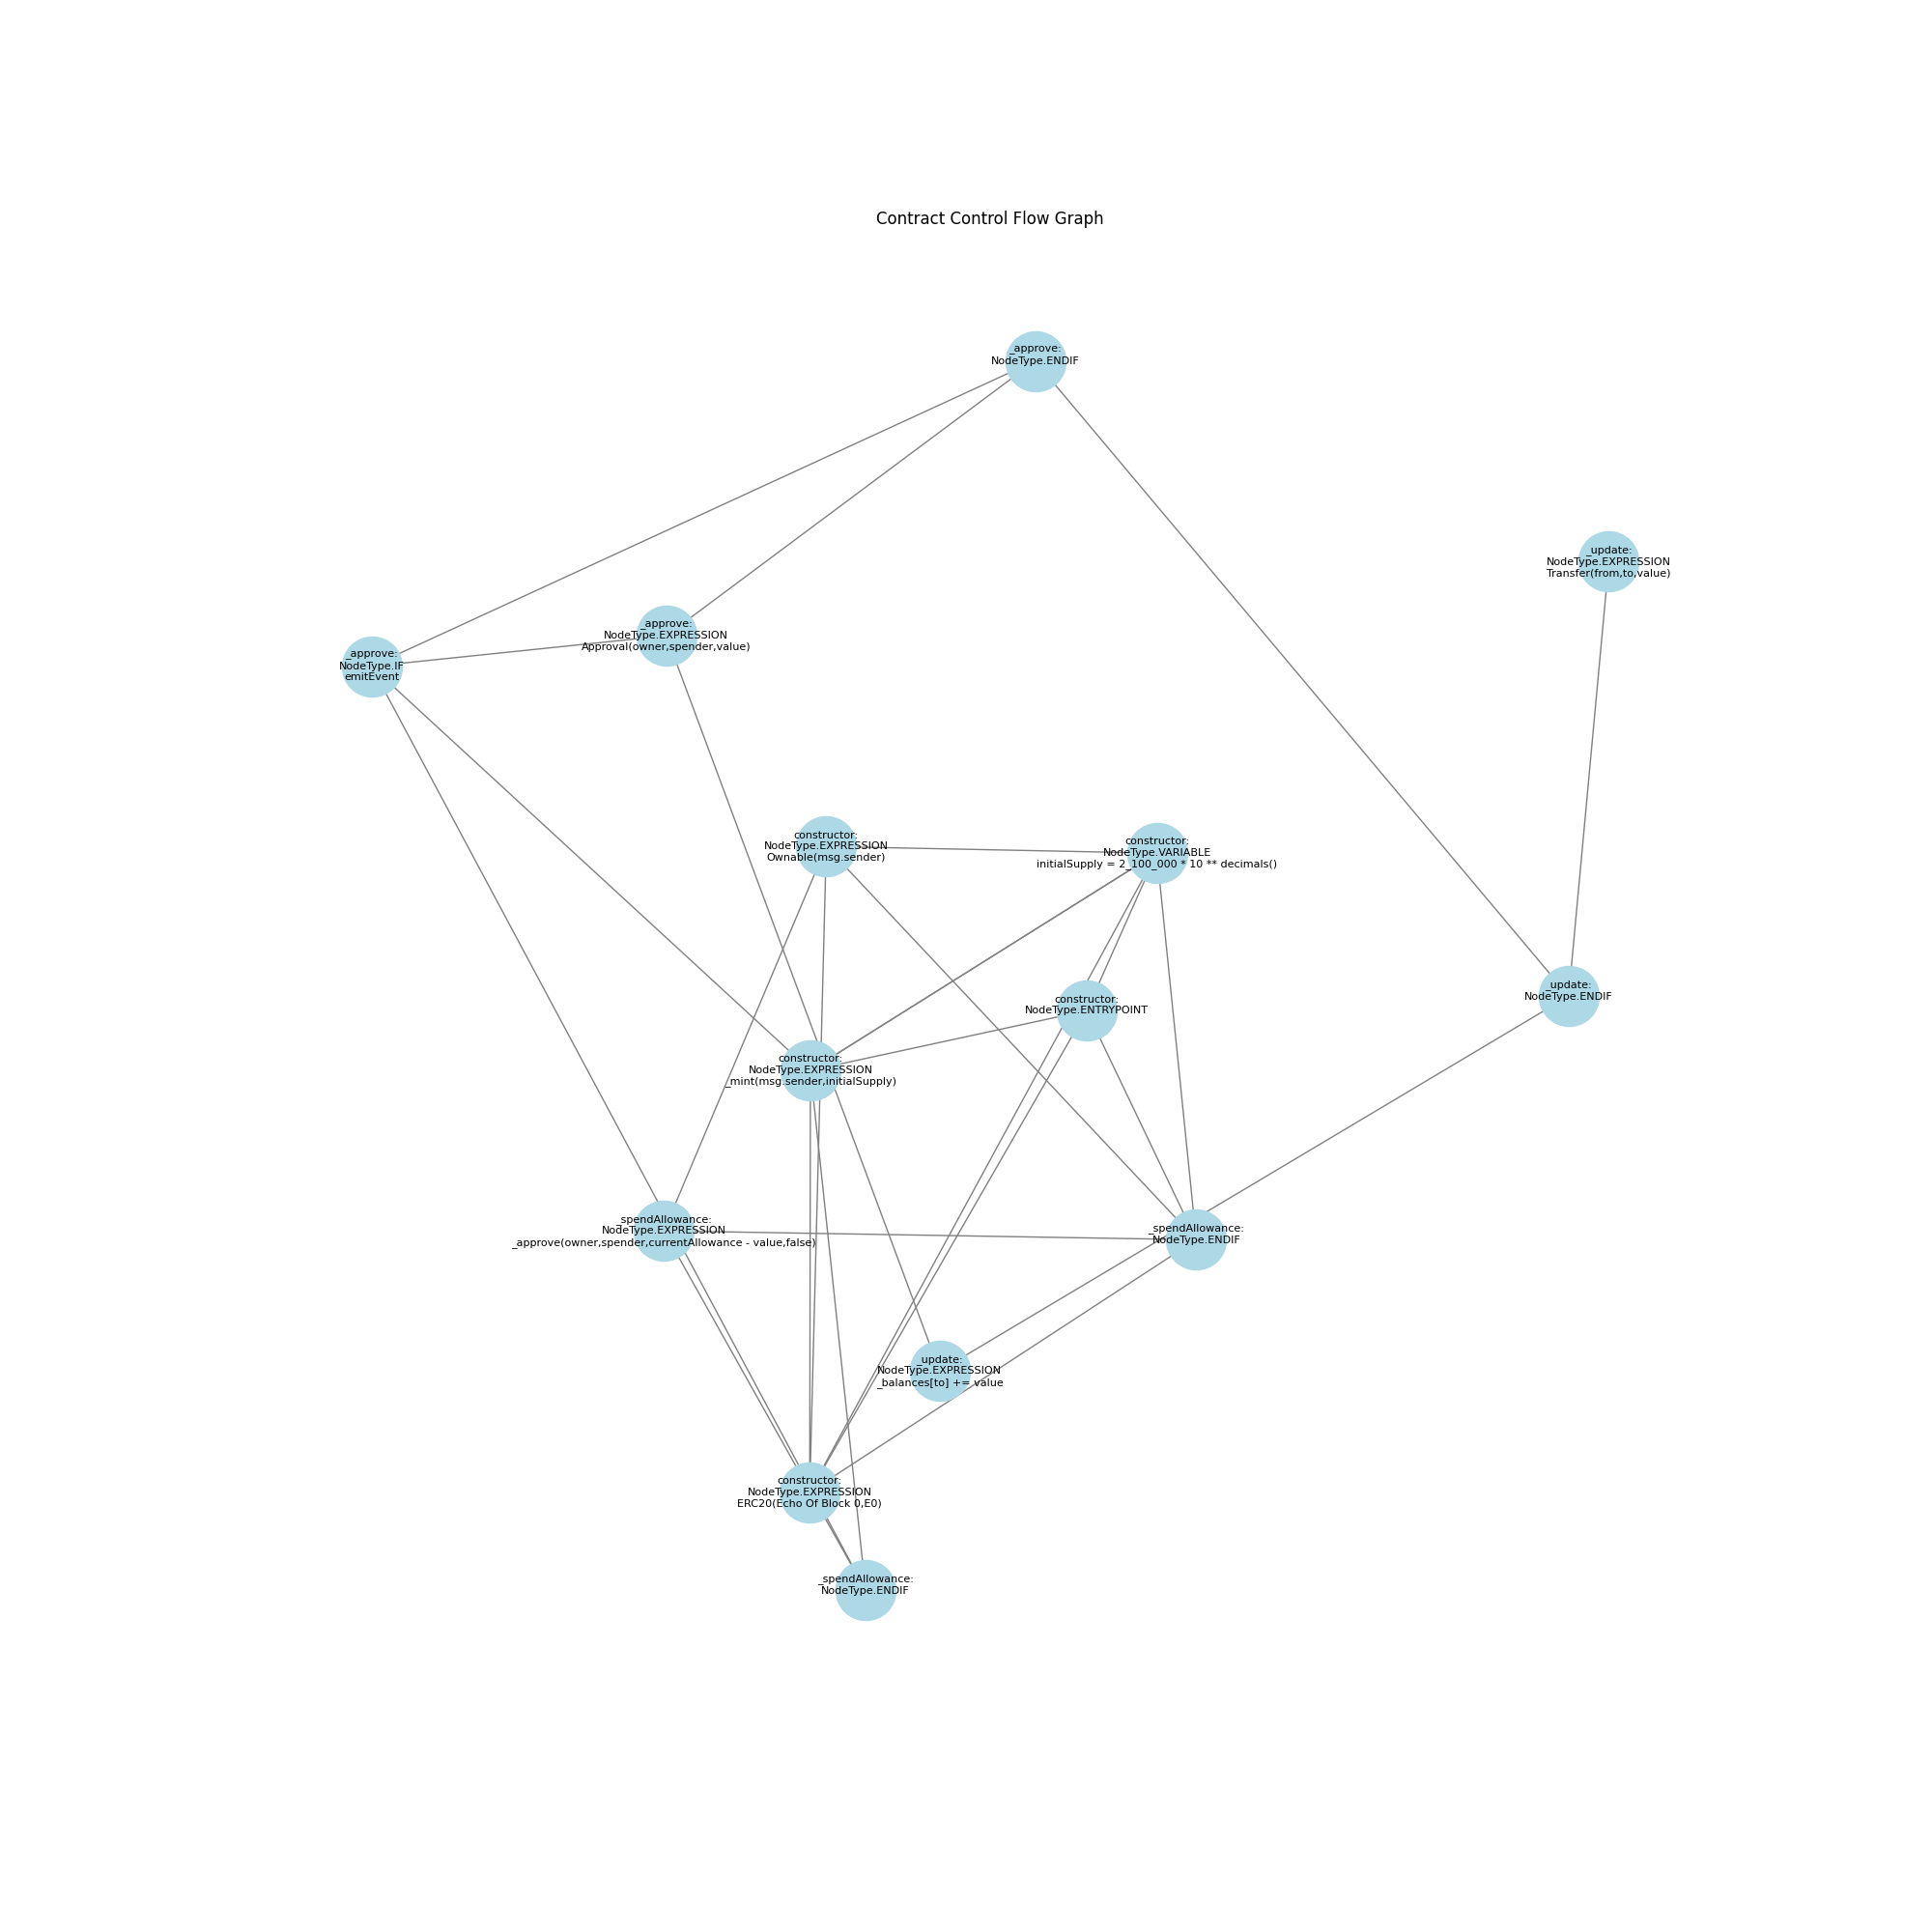 Contract Control Flow Graph
_approve:
NodeType.ENDIF
_update:
NodeType.EXPRESSION
Transfer(from,to,value)
_approve:
NodeType.EXPRESSION
Approval(owner,spender,value)
_approve:
NodeType.IF
emitEvent
constructor:
NodeType.EXPRESSION
Ownable(msg.sender)
constructor:
NodeType.VARIABLE
initialSupply = 2_100_000 * 10 ** decimals()
_update:
NodeType.ENDIF
constructor:
NodeType.ENTRYPOINT
constructor:
NodeType.EXPRESSION
_mint(msg.sender,initialSupply)
_spendAllowance:
NodeType.EXPRESSION
_approve(owner,spender,currentAllowance - value,false)
_spendAllowance:
NodeType.ENDIF
_update:
NodeType.EXPRESSION
_balances[to] += value
constructor:
NodeType.EXPRESSION
ERC20(Echo Of Block 0,E0)
_spendAllowance:
NodeType.ENDIF